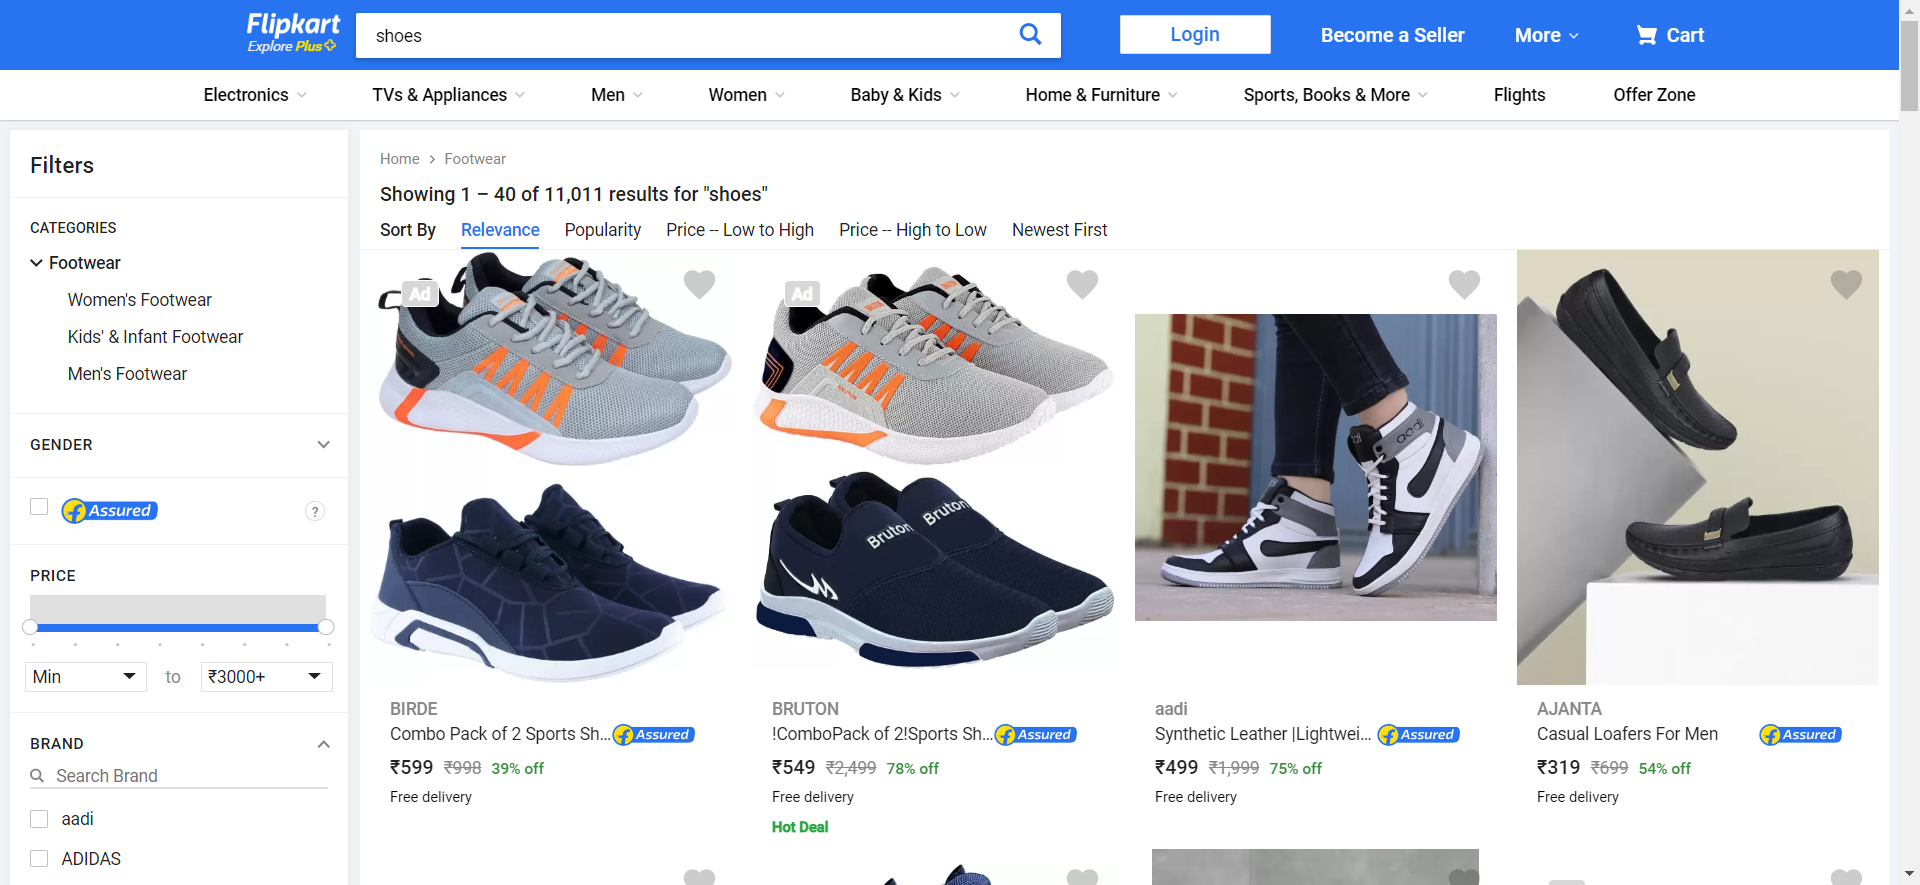 Flipkart
Explore Plus
shoes
Login
Become a Seller
More
Cart
Electronics
TVs & Appliances
Men
Women
Baby & Kids
Home & Furniture
Sports, Books & More
Flights
Offer Zone
Filters
CATEGORIES
Footwear
Women's Footwear
Kids' & Infant Footwear
Men's Footwear
GENDER
Assured
?
PRICE
Min
to
₹3000+
BRAND
Search Brand
aadi
ADIDAS
Home > Footwear
Showing 1 – 40 of 11,011 results for "shoes"
Sort By
Relevance
Popularity
Price -- Low to High
Price -- High to Low
Newest First
Ad
BIRDE
Combo Pack of 2 Sports Sh...
Assured
₹599 ₹998 39% off
Free delivery
Ad
Bruton
Bruton
BRUTON
!ComboPack of 2!Sports Sh...
Assured
₹549 ₹2,499 78% off
Free delivery
Hot Deal
aadi
aadi
aadi
Synthetic Leather |Lightwei...
Assured
₹499 ₹1,999 75% off
Free delivery
AJANTA
Casual Loafers For Men
Assured
₹319 ₹699 54% off
Free delivery